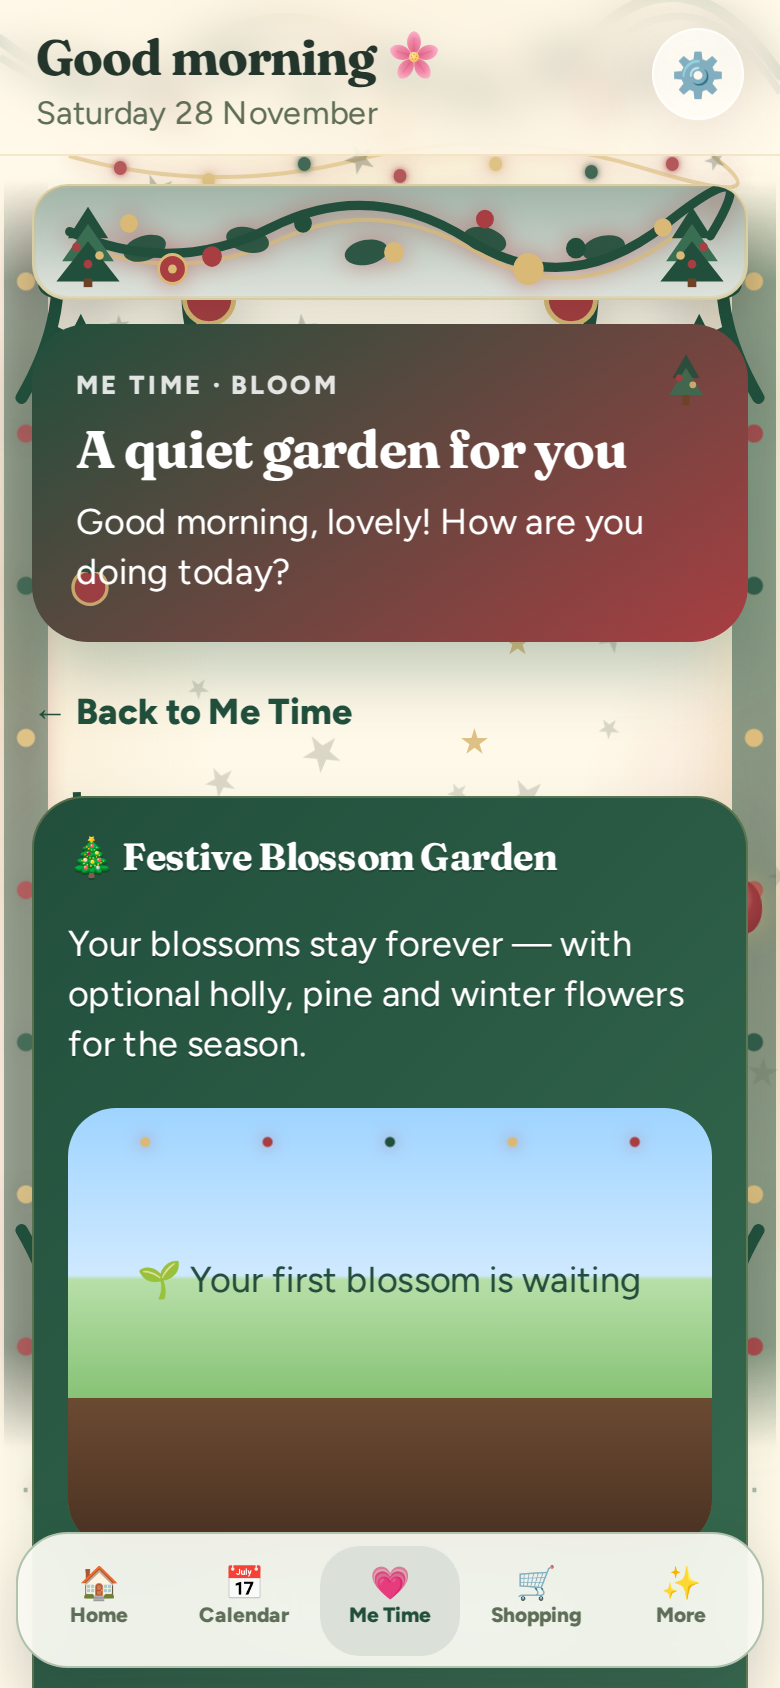 Good morning 🌸
Saturday 28 November
ME TIME · BLOOM
A quiet garden for you
Good morning, lovely! How are you
doing today?
← Back to Me Time
🎄 Festive Blossom Garden
Your blossoms stay forever — with
optional holly, pine and winter flowers
for the season.
🌱 Your first blossom is waiting
Home
Calendar
Me Time
Shopping
More